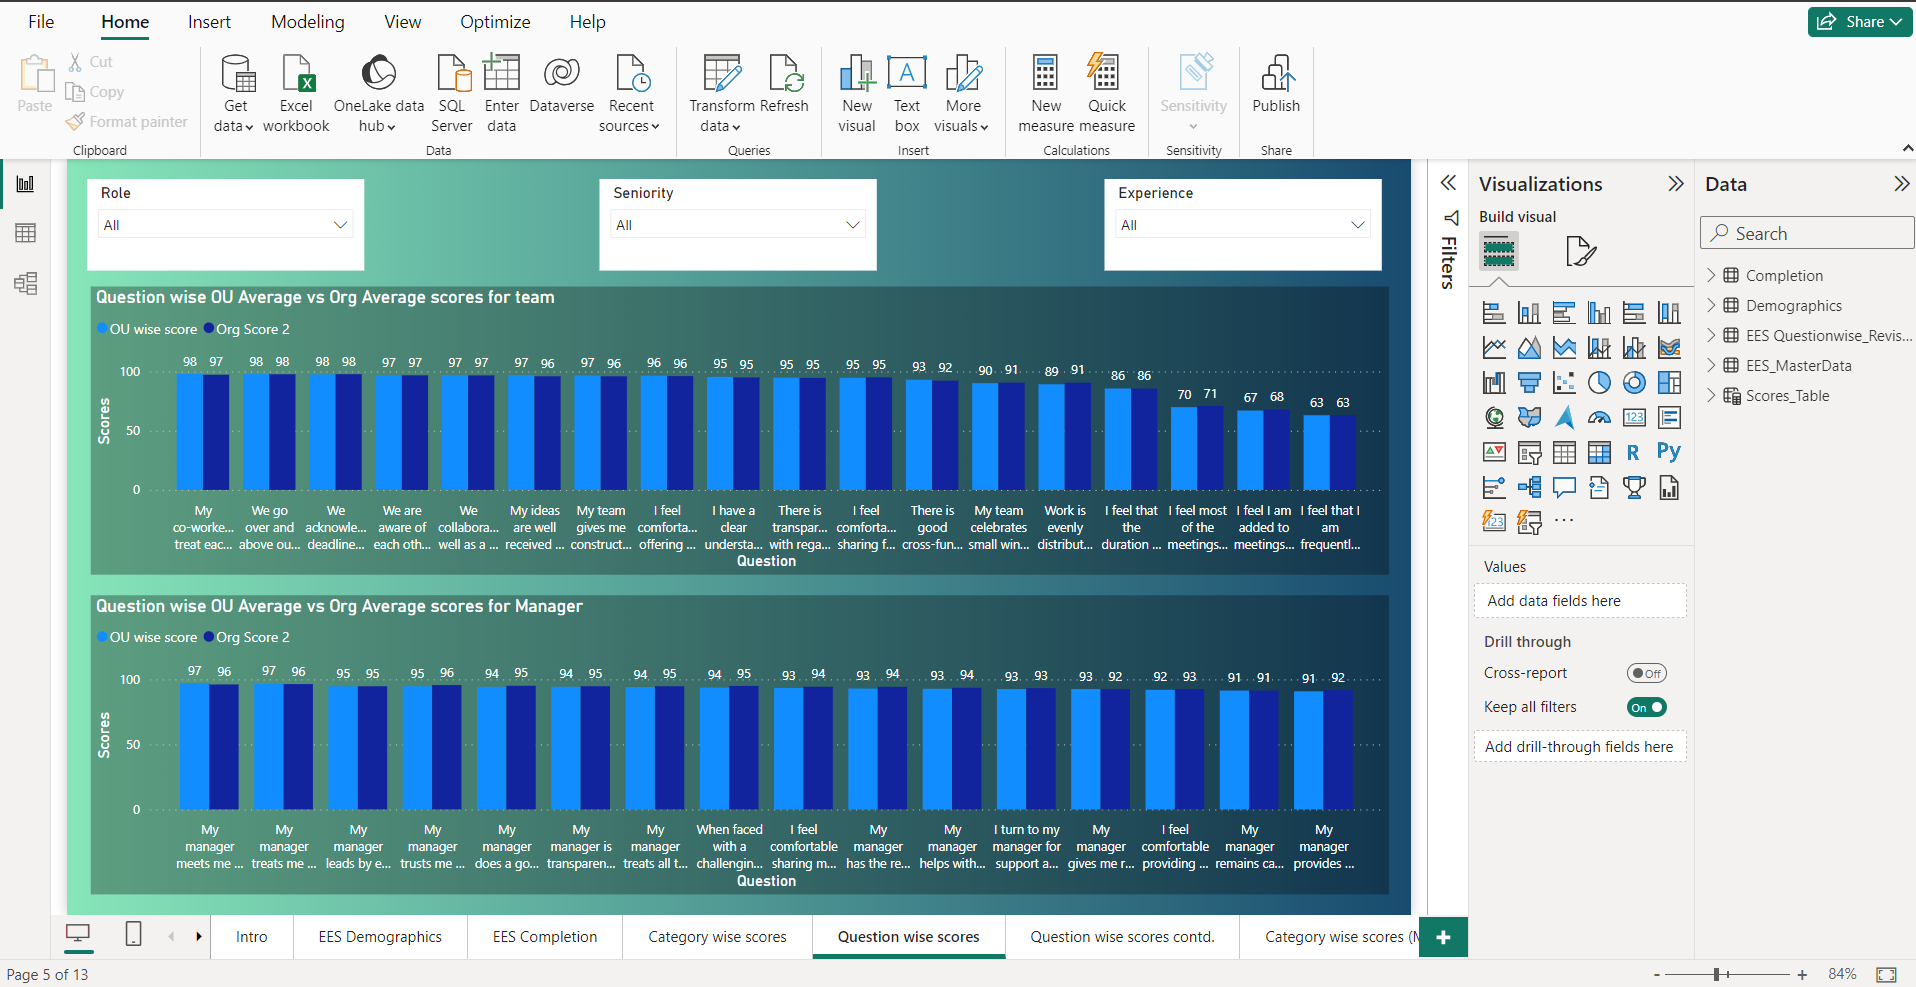 File Home Insert Modeling View Optimize Help Share
Paste
Cut
Copy
Format painter
Clipboard
Get data
Excel workbook
OneLake data hub
SQL Server
Enter data
Dataverse
Recent sources
Data
Transform data
Refresh
Queries
New visual
Text box
More visuals
Insert
New measure
Quick measure
Calculations
Sensitivity
Sensitivity
Publish
Share
Role
All
Seniority
All
Experience
All
Question wise OU Average vs Org Average scores for team
OU wise score Org Score 2
98 97 98 98 98 98 97 97 97 97 97 96 97 96 96 96 95 95 95 95 95 95 93 92 90 91 89 91 86 86 70 71 67 68 63 63
100
50
0
Scores
My co-worke... treat eac...
We go over and above ou...
We acknowle... deadline...
We are aware of each oth...
We collabora... well as a ...
My ideas are well received ...
My team gives me construct...
I feel comforta... offering ...
I have a clear understa...
There is transpar... with rega...
I feel comforta... sharing f...
There is good cross-fun...
My team celebrates small win...
Work is evenly distribut...
I feel that the duration ...
I feel most of the meetings...
I feel I am added to meetings...
I feel that I am frequentl...
Question
Question wise OU Average vs Org Average scores for Manager
OU wise score Org Score 2
97 96 97 96 95 95 95 96 94 95 94 95 94 95 94 95 93 94 93 94 93 94 93 93 93 92 92 93 91 91 91 92
100
50
0
Scores
My manager meets me ...
My manager treats me ...
My manager leads by e...
My manager trusts me ...
My manager does a go...
My manager is transparen...
My manager treats all t...
When faced with a challengin...
I feel comfortable sharing m...
My manager has the re...
My manager helps with...
I turn to my manager for support a...
My manager gives me r...
I feel comfortable providing ...
My manager remains ca...
My manager provides ...
Question
Filters
Visualizations
Build visual
123
R
Py
123
Values
Add data fields here
Drill through
Cross-report
Off
Keep all filters
On
Add drill-through fields here
Data
Search
Completion
Demographics
EES Questionwise_Revis...
EES_MasterData
Scores_Table
Intro
EES Demographics
EES Completion
Category wise scores
Question wise scores
Question wise scores contd.
Category wise scores (M
Page 5 of 13
84%